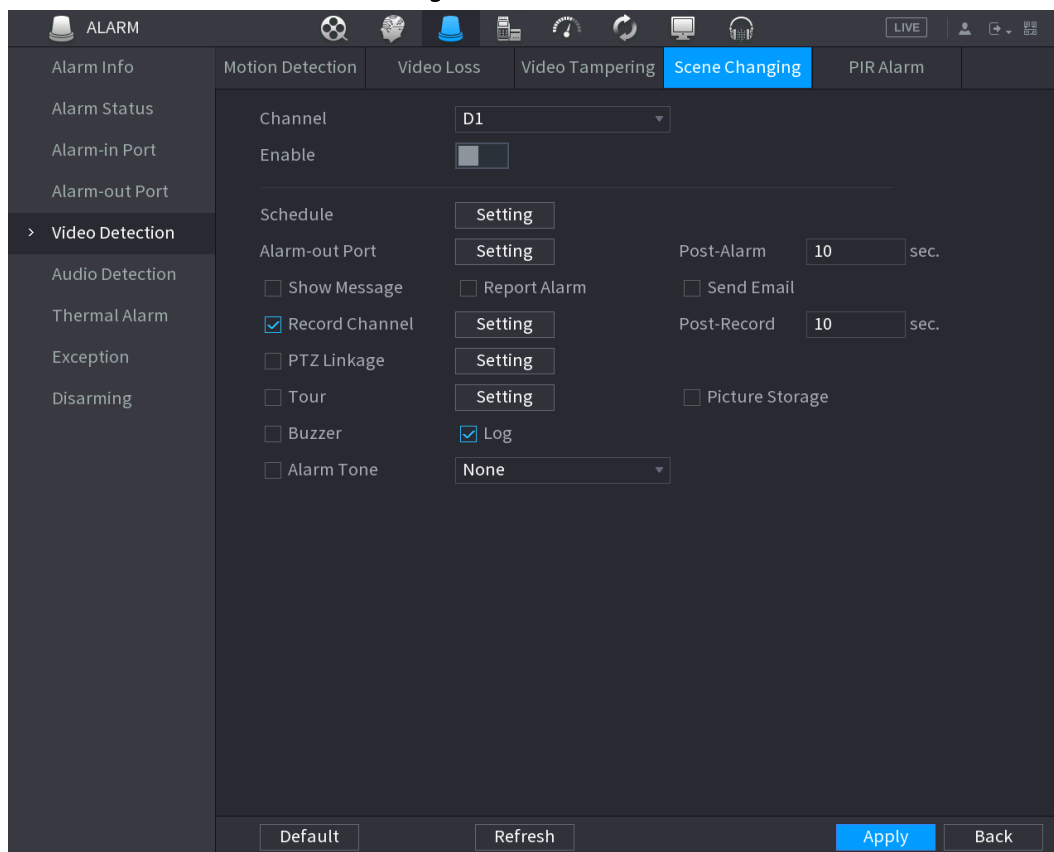 ALARM LIVE
Alarm Info
Alarm Status
Alarm-in Port
Alarm-out Port
> Video Detection
Audio Detection
Thermal Alarm
Exception
Disarming
Motion Detection Video Loss Video Tampering Scene Changing PIR Alarm
Channel D1
Enable
Schedule Setting
Alarm-out Port Setting Post-Alarm 10 sec.
Show Message Report Alarm Send Email
Record Channel Setting Post-Record 10 sec.
PTZ Linkage Setting
Tour Setting Picture Storage
Buzzer Log
Alarm Tone None
Default Refresh Apply Back